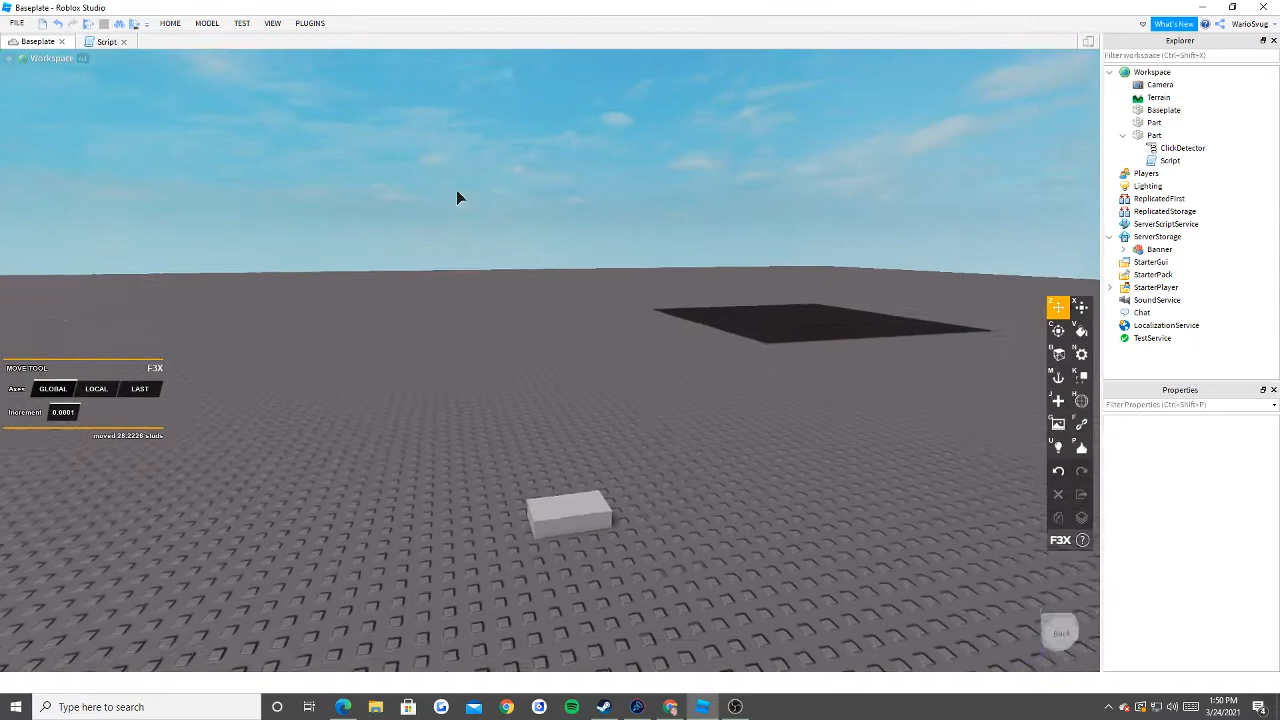 Baseplate - Roblox Studio
FILE HOME MODEL TEST VIEW PLUGINS What's New WarioSvug
Baseplate Script
Workspace
Explorer
Filter workspace (Ctrl+Shift+X)
Workspace
Camera
Terrain
Baseplate
Part
Part
ClickDetector
Script
Players
Lighting
ReplicatedFirst
ReplicatedStorage
ServerScriptService
ServerStorage
Banner
StarterGui
StarterPack
StarterPlayer
SoundService
Chat
LocalizationService
TestService
Properties
Filter Properties (Ctrl+Shift+P)
MOVE TOOL F3X
Axes GLOBAL LOCAL LAST
Increment 0.0001
moved 28.2226 studs
Z X
C V
B N
M K
J H
G F
U P
F3X ?
Back
Type here to search
1:50 PM
3/24/2021